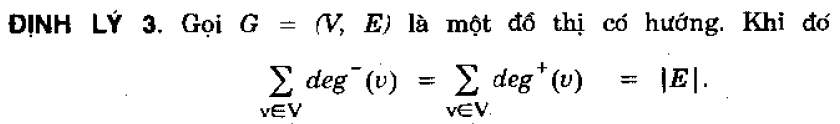 ĐỊNH LÝ 3. Gọi G = (V, E) là một đồ thị có hướng. Khi đó
∑ deg⁻(v) = ∑ deg⁺(v) = |E|.
v∈V v∈V